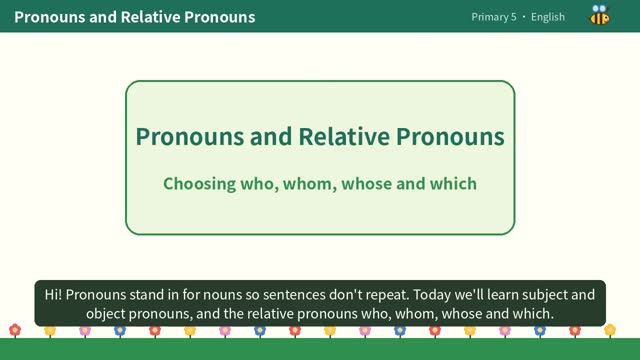 Pronouns and Relative Pronouns
Primary 5 • English
Pronouns and Relative Pronouns
Choosing who, whom, whose and which
Hi! Pronouns stand in for nouns so sentences don't repeat. Today we'll learn subject and
object pronouns, and the relative pronouns who, whom, whose and which.